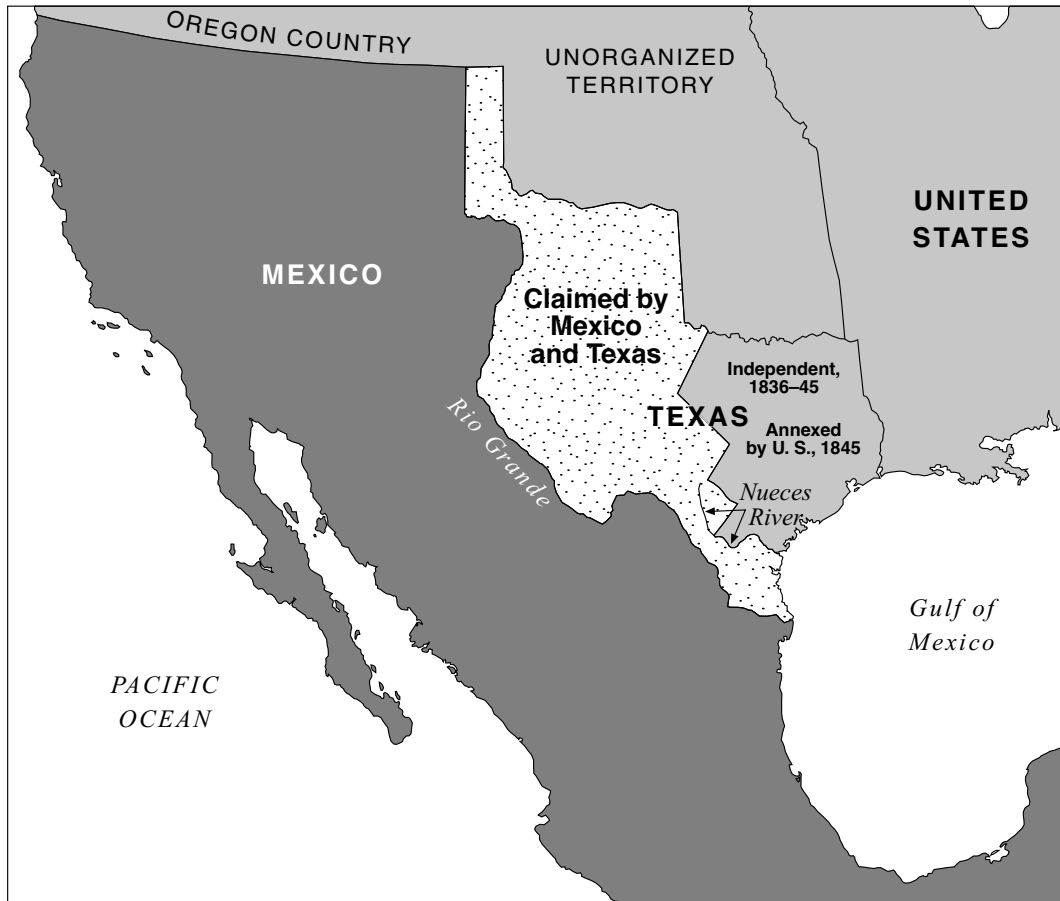 OREGON COUNTRY
UNORGANIZED
TERRITORY
UNITED
STATES
MEXICO
Claimed by
Mexico
and Texas
Independent,
1836–45
TEXAS
Annexed
by U. S., 1845
Rio Grande
Nueces
River
Gulf of
Mexico
PACIFIC
OCEAN